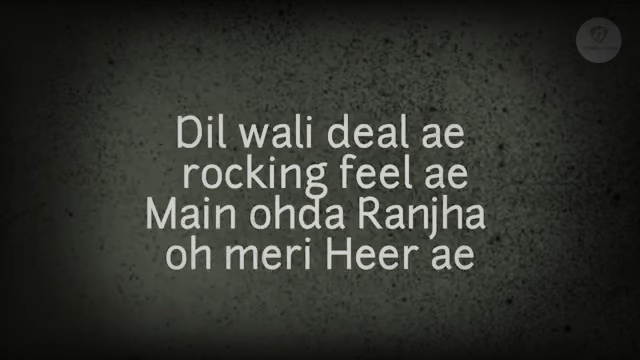 Dil wali deal ae
rocking feel ae
Main ohda Ranjha
oh meri Heer ae